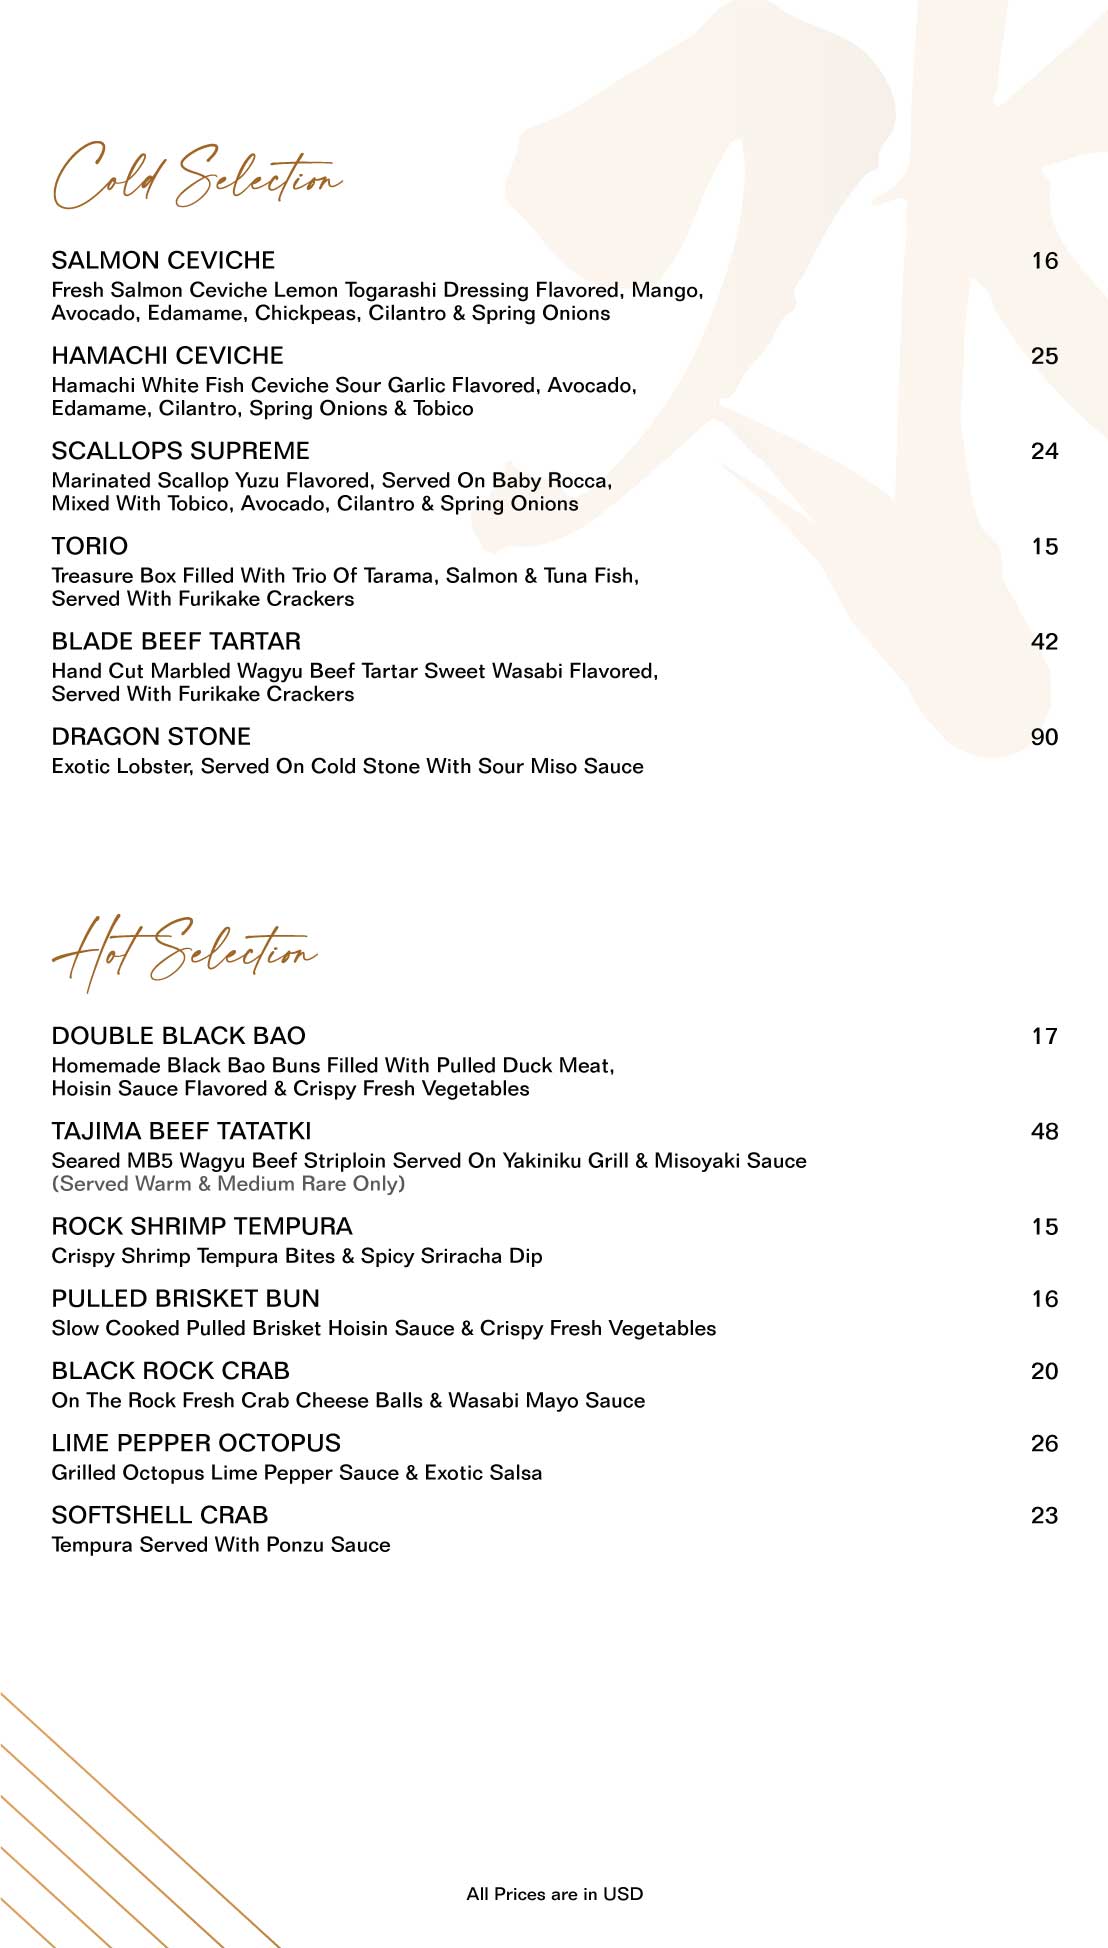 Cold Selection
SALMON CEVICHE 16
Fresh Salmon Ceviche Lemon Togarashi Dressing Flavored, Mango,
Avocado, Edamame, Chickpeas, Cilantro & Spring Onions
HAMACHI CEVICHE 25
Hamachi White Fish Ceviche Sour Garlic Flavored, Avocado,
Edamame, Cilantro, Spring Onions & Tobico
SCALLOPS SUPREME 24
Marinated Scallop Yuzu Flavored, Served On Baby Rocca,
Mixed With Tobico, Avocado, Cilantro & Spring Onions
TORIO 15
Treasure Box Filled With Trio Of Tarama, Salmon & Tuna Fish,
Served With Furikake Crackers
BLADE BEEF TARTAR 42
Hand Cut Marbled Wagyu Beef Tartar Sweet Wasabi Flavored,
Served With Furikake Crackers
DRAGON STONE 90
Exotic Lobster, Served On Cold Stone With Sour Miso Sauce
Hot Selection
DOUBLE BLACK BAO 17
Homemade Black Bao Buns Filled With Pulled Duck Meat,
Hoisin Sauce Flavored & Crispy Fresh Vegetables
TAJIMA BEEF TATATKI 48
Seared MB5 Wagyu Beef Striploin Served On Yakiniku Grill & Misoyaki Sauce
(Served Warm & Medium Rare Only)
ROCK SHRIMP TEMPURA 15
Crispy Shrimp Tempura Bites & Spicy Sriracha Dip
PULLED BRISKET BUN 16
Slow Cooked Pulled Brisket Hoisin Sauce & Crispy Fresh Vegetables
BLACK ROCK CRAB 20
On The Rock Fresh Crab Cheese Balls & Wasabi Mayo Sauce
LIME PEPPER OCTOPUS 26
Grilled Octopus Lime Pepper Sauce & Exotic Salsa
SOFTSHELL CRAB 23
Tempura Served With Ponzu Sauce
All Prices are in USD